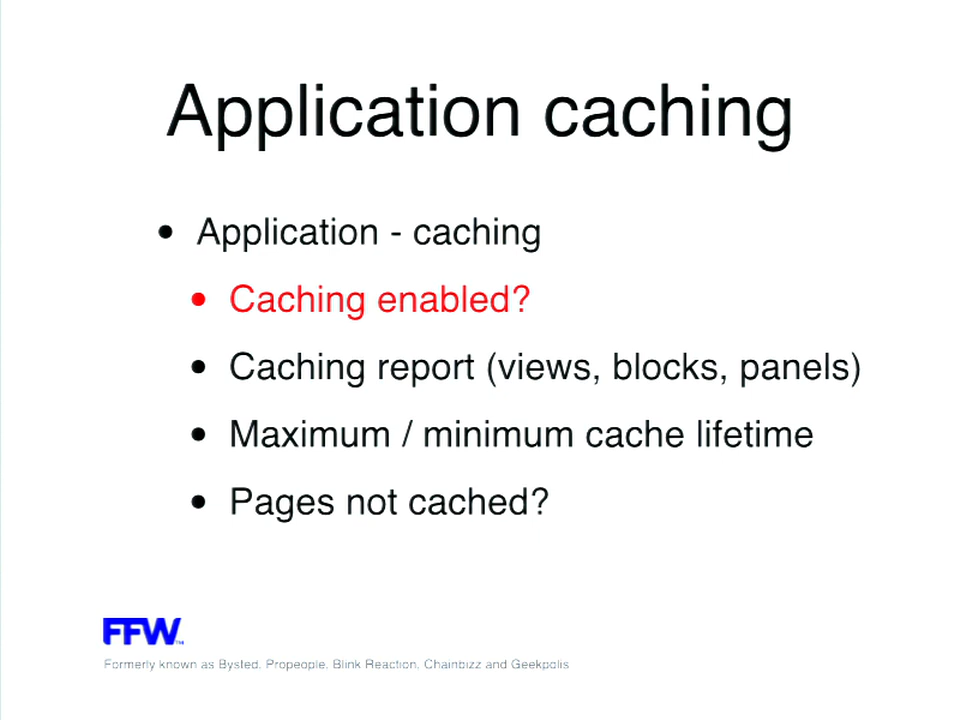 Application caching
• Application - caching
• Caching enabled?
• Caching report (views, blocks, panels)
• Maximum / minimum cache lifetime
• Pages not cached?
FFW™
Formerly known as Bysted, Propeople, Blink Reaction, Chainbizz and Geekpolis